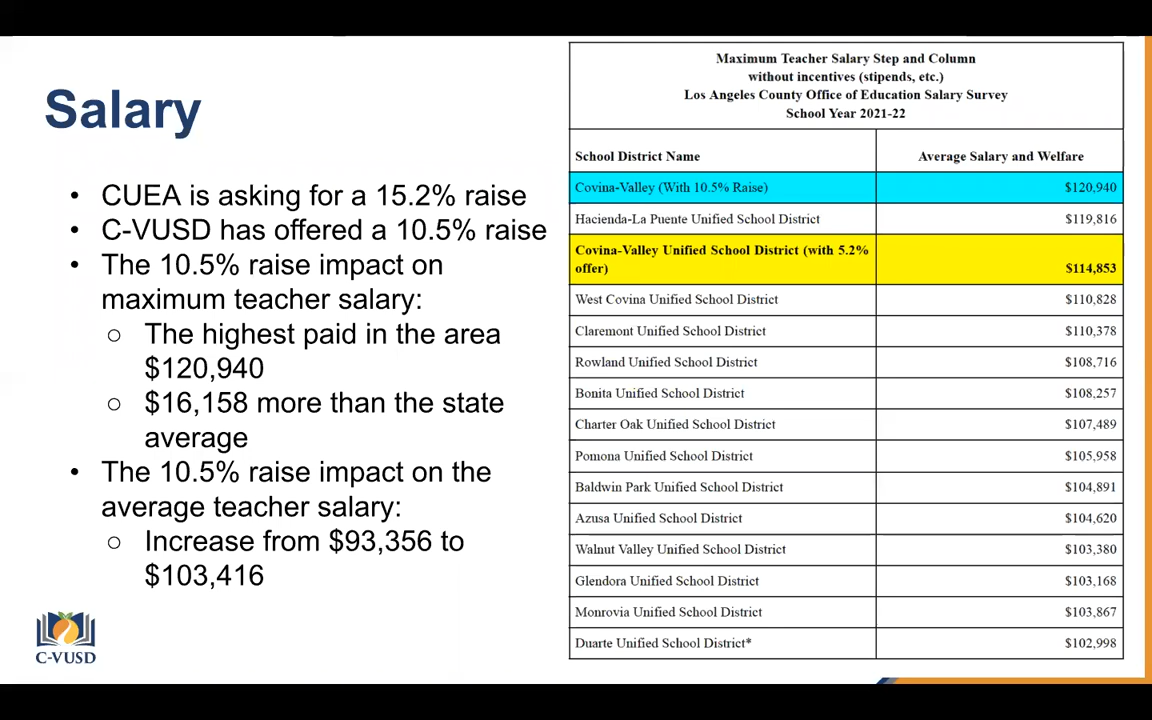 Salary
• CUEA is asking for a 15.2% raise
• C-VUSD has offered a 10.5% raise
• The 10.5% raise impact on
maximum teacher salary:
○ The highest paid in the area
$120,940
○ $16,158 more than the state
average
• The 10.5% raise impact on the
average teacher salary:
○ Increase from $93,356 to
$103,416
C-VUSD
Maximum Teacher Salary Step and Column
without incentives (stipends, etc.)
Los Angeles County Office of Education Salary Survey
School Year 2021-22
School District Name Average Salary and Welfare
Covina-Valley (With 10.5% Raise) $120,940
Hacienda-La Puente Unified School District $119,816
Covina-Valley Unified School District (with 5.2%
offer) $114,853
West Covina Unified School District $110,828
Claremont Unified School District $110,378
Rowland Unified School District $108,716
Bonita Unified School District $108,257
Charter Oak Unified School District $107,489
Pomona Unified School District $105,958
Baldwin Park Unified School District $104,891
Azusa Unified School District $104,620
Walnut Valley Unified School District $103,380
Glendora Unified School District $103,168
Monrovia Unified School District $103,867
Duarte Unified School District* $102,998